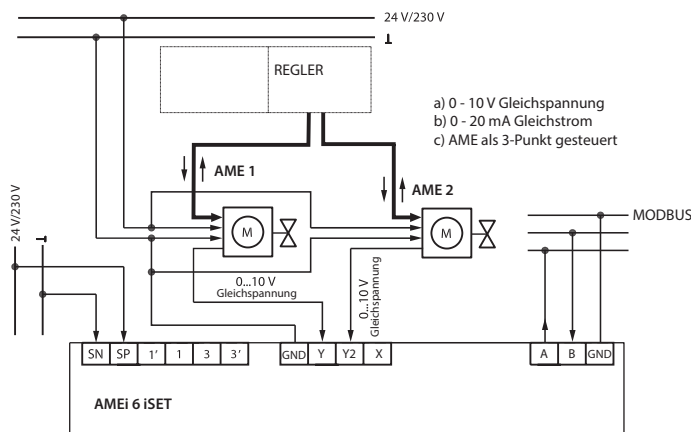 24 V/230 V
REGLER
a) 0 - 10 V Gleichspannung
b) 0 - 20 mA Gleichstrom
c) AME als 3-Punkt gesteuert
AME 1
AME 2
M
M
24 V/230 V
MODBUS
0...10 V
Gleichspannung
0...10 V
Gleichspannung
SN SP 1' 1 3 3' GND Y Y2 X A B GND
AMEi 6 iSET